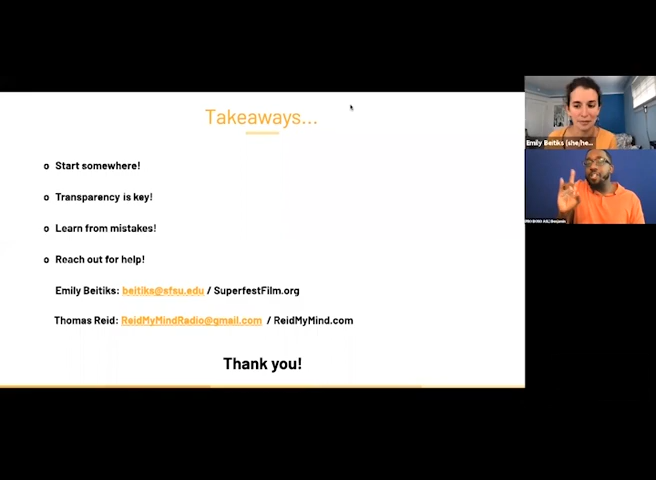 Takeaways...
o Start somewhere!
o Transparency is key!
o Learn from mistakes!
o Reach out for help!
Emily Beitiks: beitiks@sfsu.edu / SuperfestFilm.org
Thomas Reid: ReidMyMindRadio@gmail.com / ReidMyMind.com
Thank you!
Emily Beitiks (she/he...
Benjamin